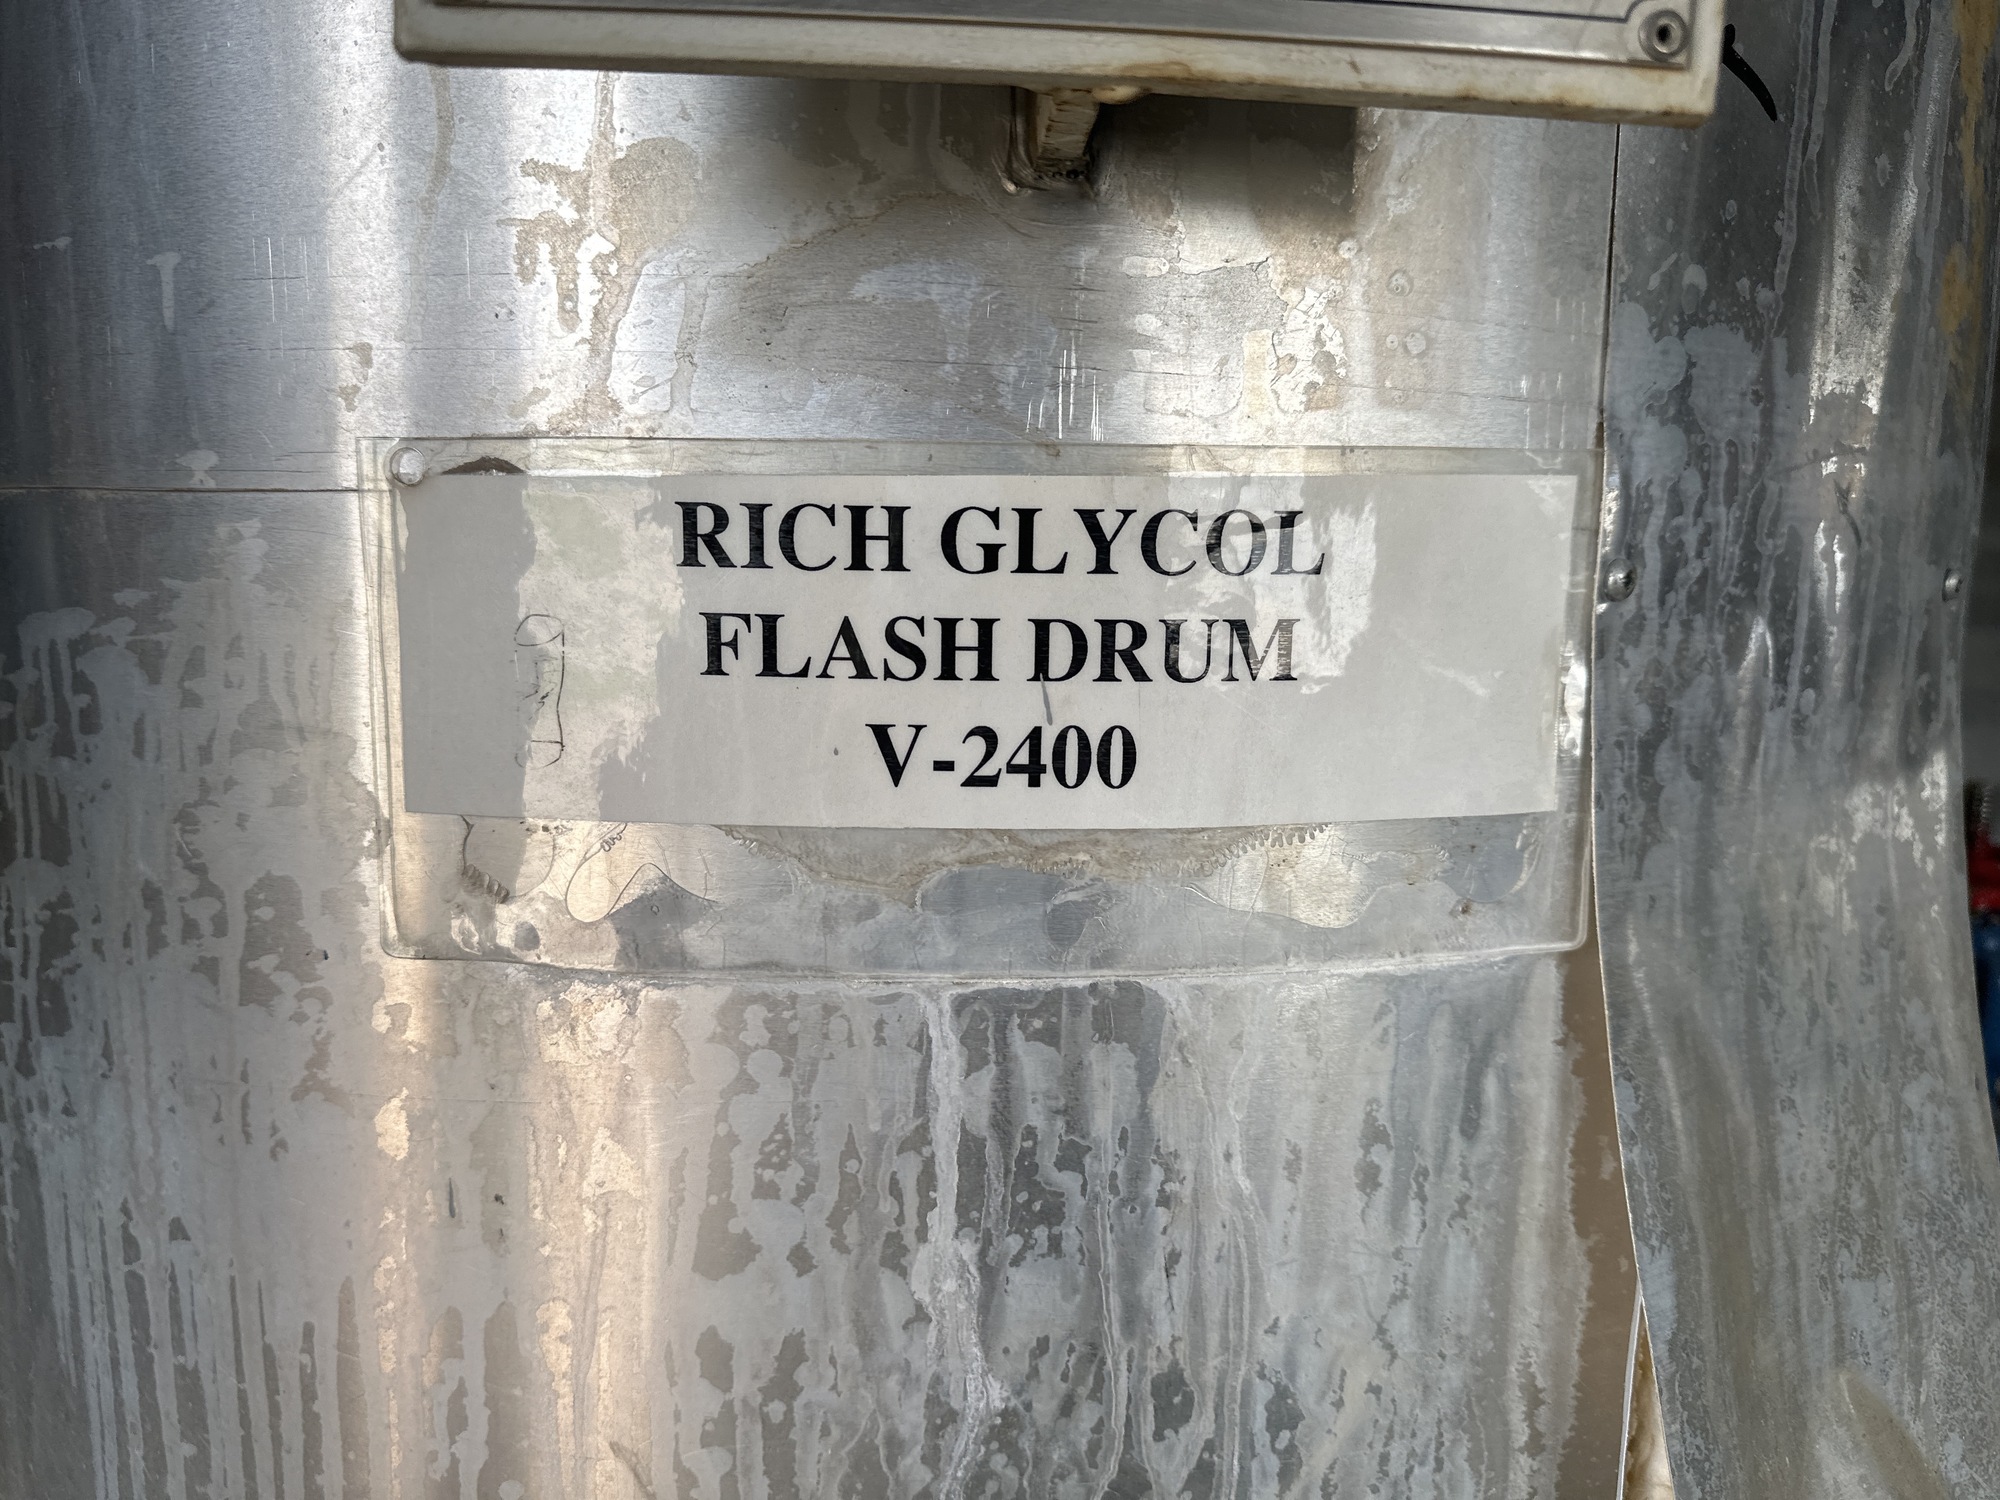 RICH GLYCOL
FLASH DRUM
V-2400